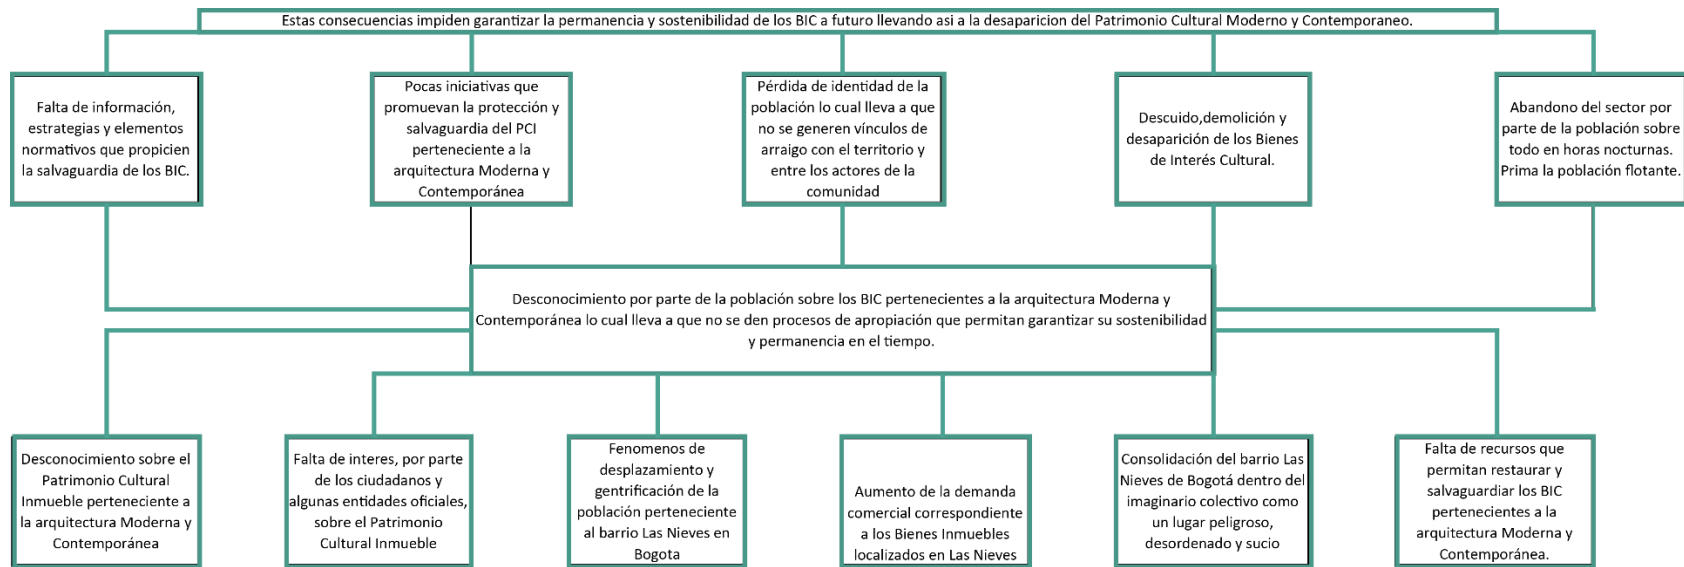 Estas consecuencias impiden garantizar la permanencia y sostenibilidad de los BIC a futuro llevando asi a la desaparicion del Patrimonio Cultural Moderno y Contemporaneo.
Falta de información,
estrategias y elementos
normativos que propicien
la salvaguardia de los BIC.
Pocas iniciativas que
promuevan la protección y
salvaguardia del PCI
perteneciente a la
arquitectura Moderna y
Contemporánea
Pérdida de identidad de la
población lo cual lleva a que
no se generen vínculos de
arraigo con el territorio y
entre los actores de la
comunidad
Descuido,demolición y
desaparición de los Bienes
de Interés Cultural.
Abandono del sector por
parte de la población sobre
todo en horas nocturnas.
Prima la población flotante.
Desconocimiento por parte de la población sobre los BIC pertenecientes a la arquitectura Moderna y
Contemporánea lo cual lleva a que no se den procesos de apropiación que permitan garantizar su sostenibilidad
y permanencia en el tiempo.
Desconocimiento sobre el
Patrimonio Cultural
Inmueble perteneciente a
la arquitectura Moderna y
Contemporánea
Falta de interes, por parte
de los ciudadanos y
algunas entidades oficiales,
sobre el Patrimonio
Cultural Inmueble
Fenomenos de
desplazamiento y
gentrificación de la
población perteneciente
al barrio Las Nieves en
Bogota
Aumento de la demanda
comercial correspondiente
a los Bienes Inmuebles
localizados en Las Nieves
Consolidación del barrio Las
Nieves de Bogotá dentro del
imaginario colectivo como
un lugar peligroso,
desordenado y sucio
Falta de recursos que
permitan restaurar y
salvaguardiar los BIC
pertenecientes a la
arquitectura Moderna y
Contemporánea.